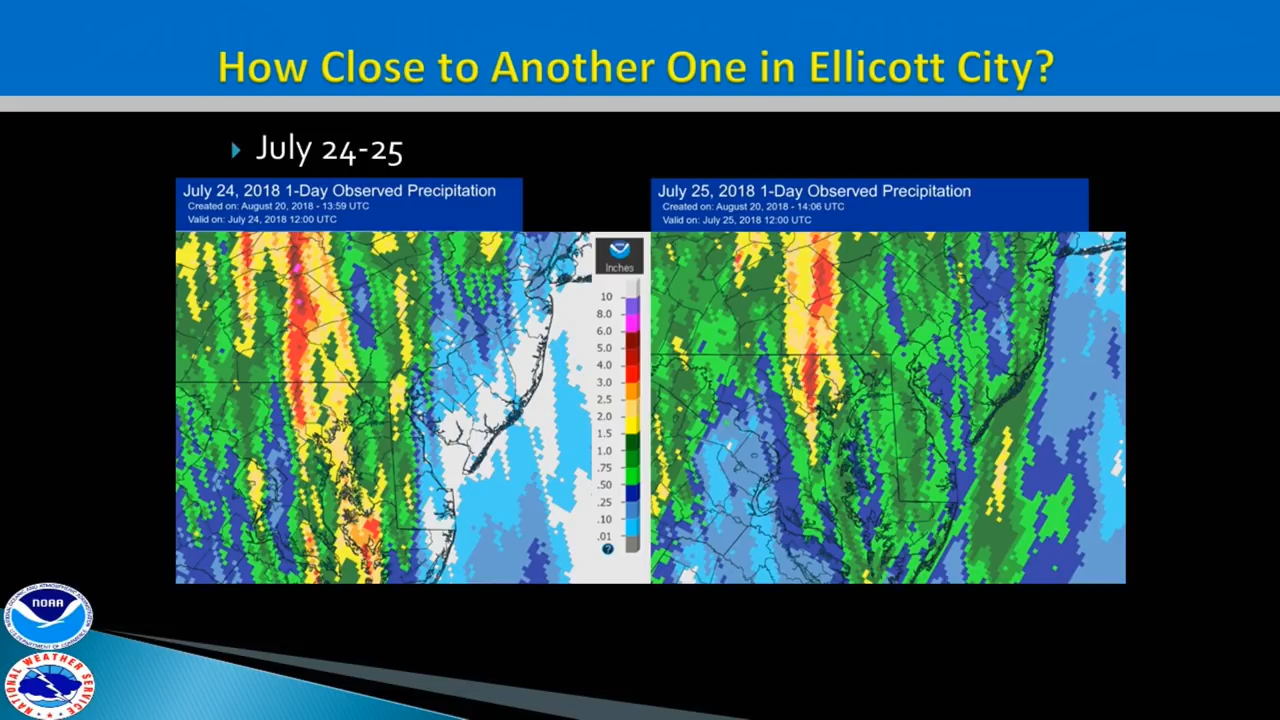 How Close to Another One in Ellicott City?
July 24-25
July 24, 2018 1-Day Observed Precipitation
Created on: August 20, 2018 - 13:59 UTC
Valid on: July 24, 2018 12:00 UTC
July 25, 2018 1-Day Observed Precipitation
Created on: August 20, 2018 - 14:06 UTC
Valid on: July 25, 2018 12:00 UTC
Inches
10
8.0
6.0
5.0
4.0
3.0
2.5
2.0
1.5
1.0
.75
.50
.25
.10
.01
?
NOAA
NATIONAL WEATHER SERVICE